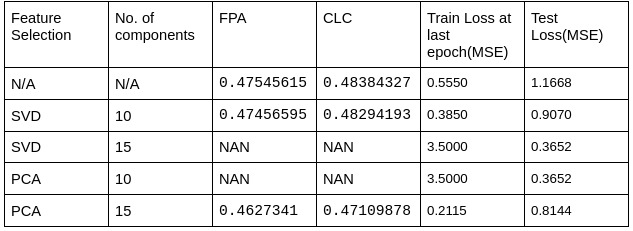 Feature Selection | No. of components | FPA | CLC | Train Loss at last epoch(MSE) | Test Loss(MSE)
N/A | N/A | 0.47545615 | 0.48384327 | 0.5550 | 1.1668
SVD | 10 | 0.47456595 | 0.48294193 | 0.3850 | 0.9070
SVD | 15 | NAN | NAN | 3.5000 | 0.3652
PCA | 10 | NAN | NAN | 3.5000 | 0.3652
PCA | 15 | 0.4627341 | 0.47109878 | 0.2115 | 0.8144